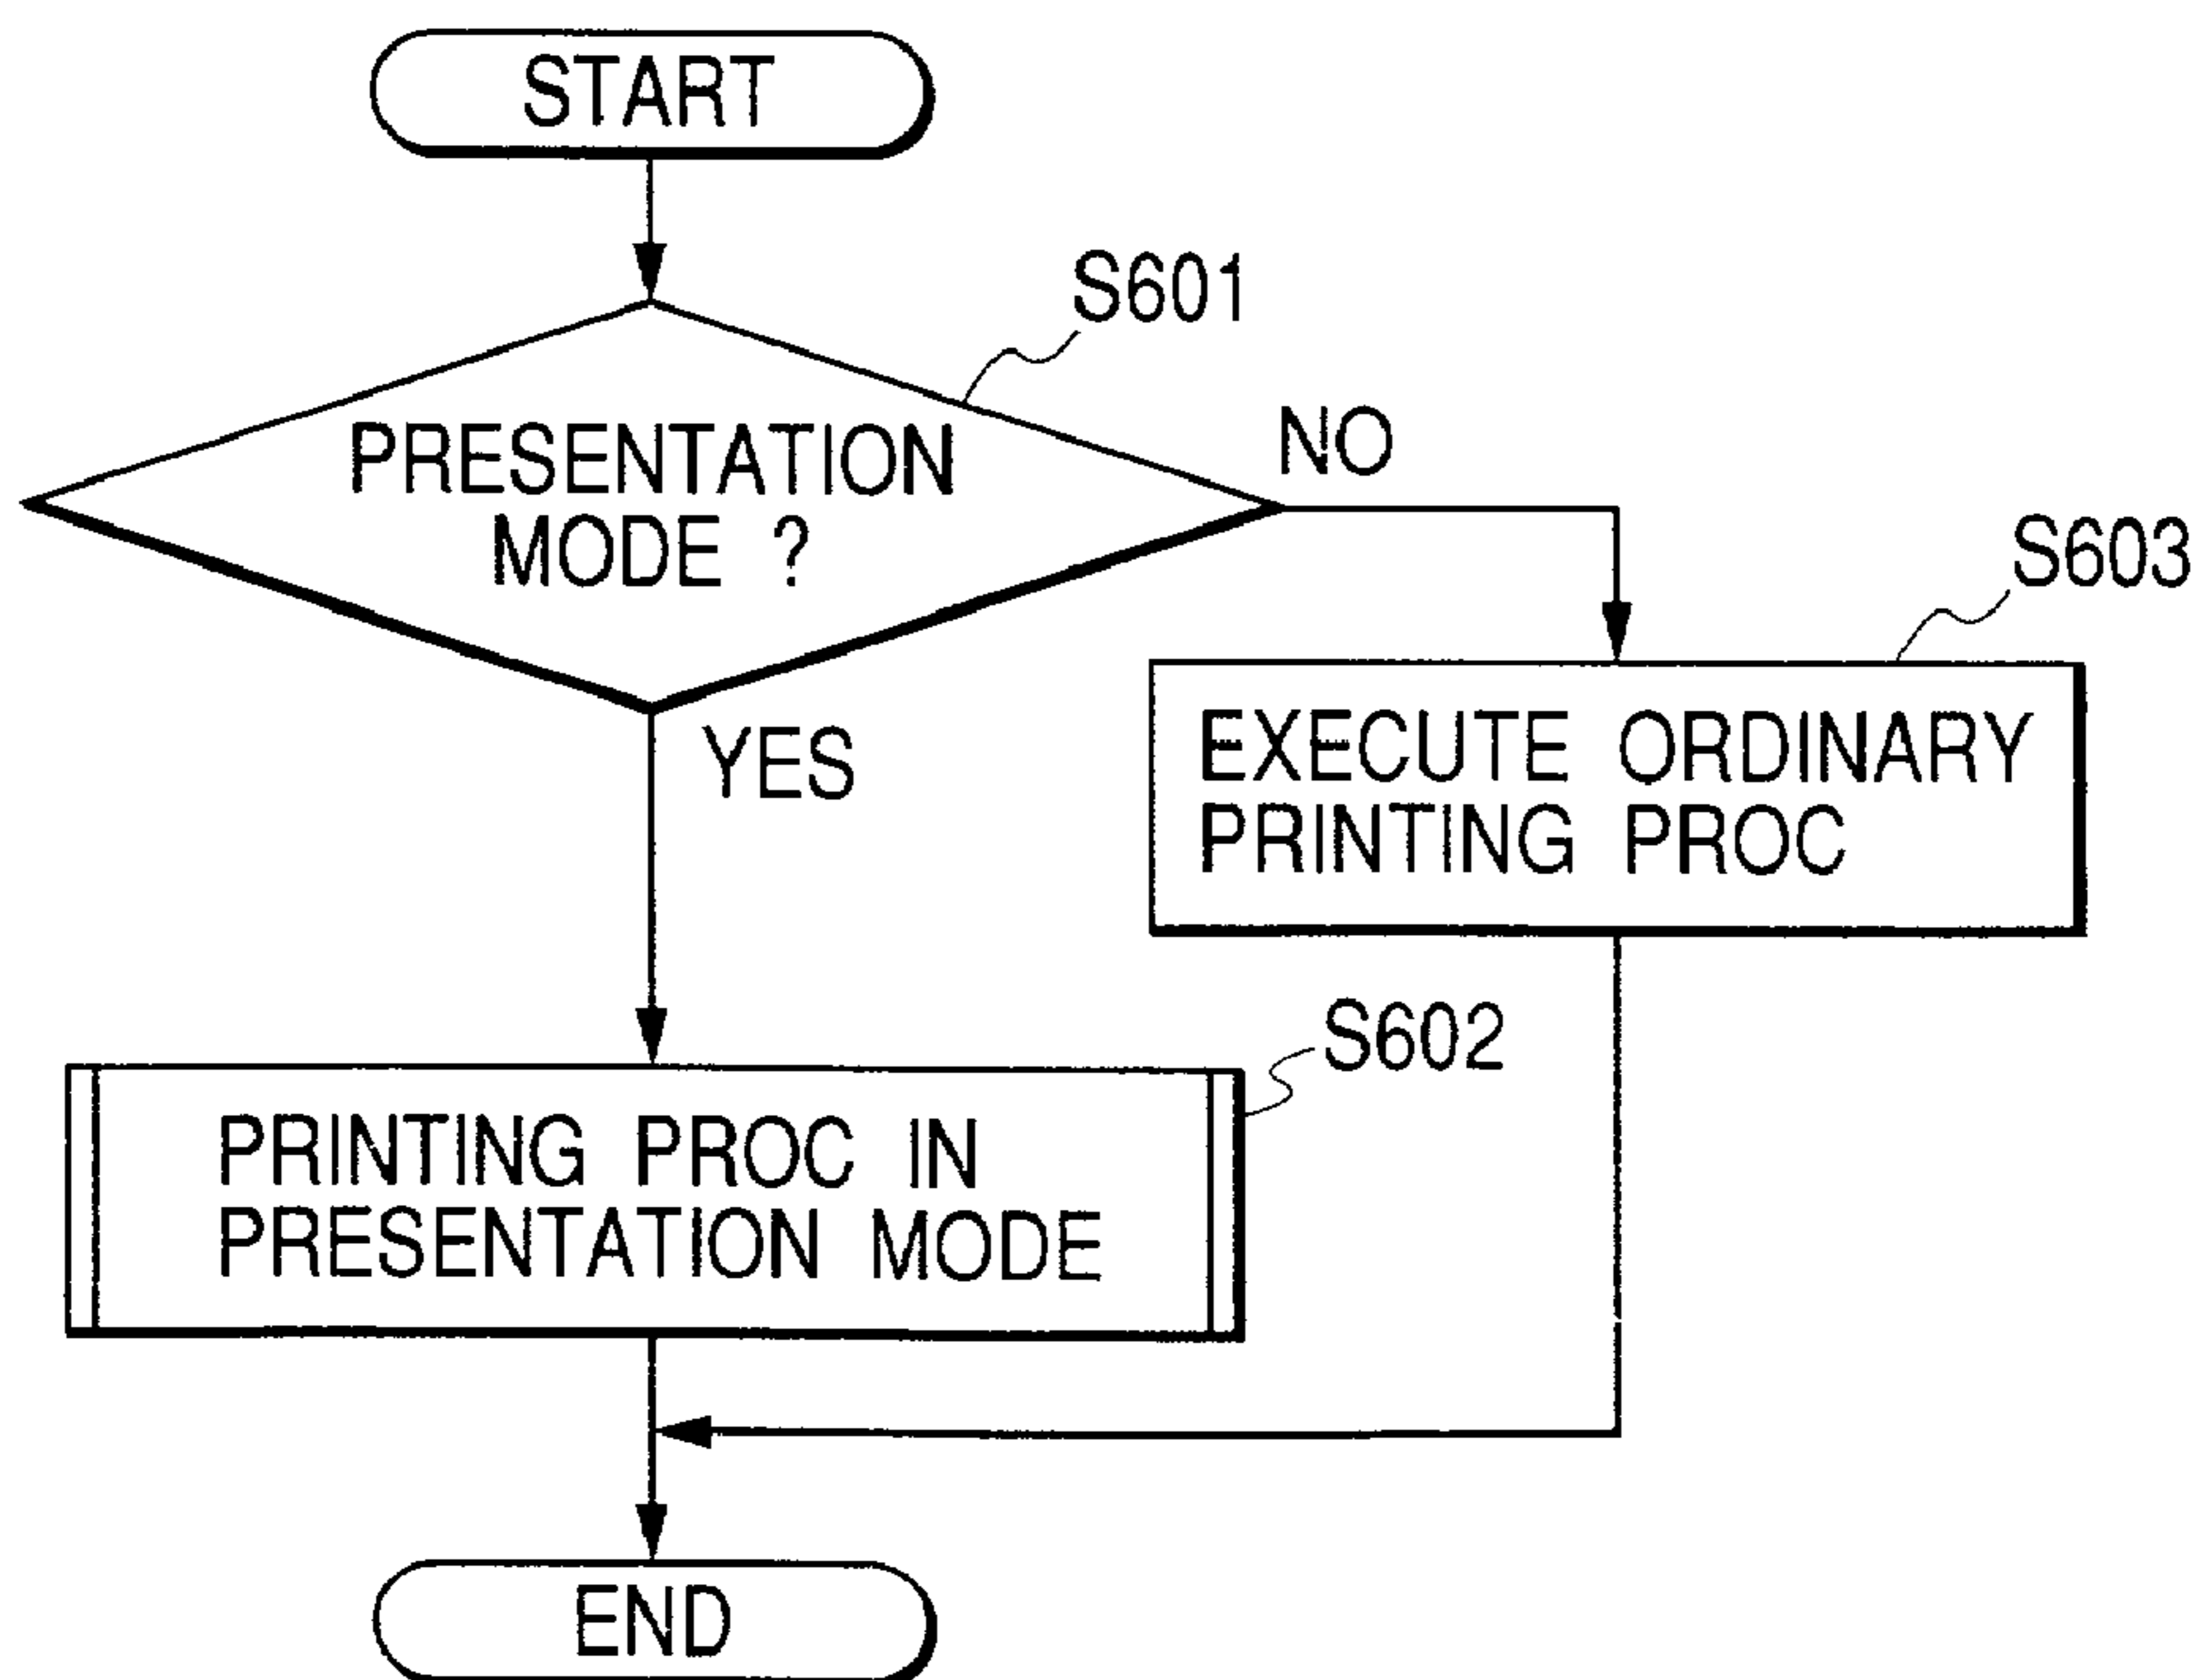 START
S601
PRESENTATION
MODE ?
NO
S603
YES
EXECUTE ORDINARY
PRINTING PROC
S602
PRINTING PROC IN
PRESENTATION MODE
END